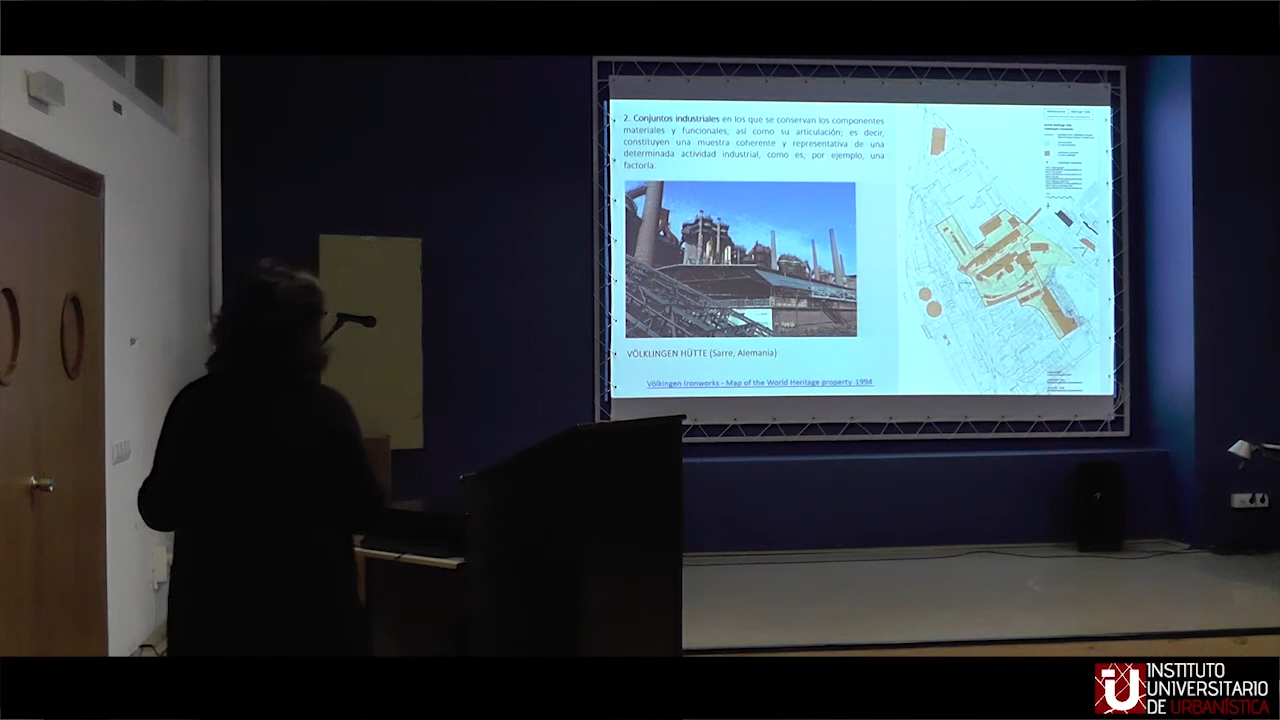 2. Conjuntos industriales en los que se conservan los componentes
materiales y funcionales, así como su articulación; es decir,
constituyen una muestra coherente y representativa de una
determinada actividad industrial, como es, por ejemplo, una
factoría.
VÖLKLINGEN HÜTTE (Sarre, Alemania)
Völkingen Ironworks - Map of the World Heritage property. 1994
INSTITUTO
UNIVERSITARIO
DE URBANÍSTICA